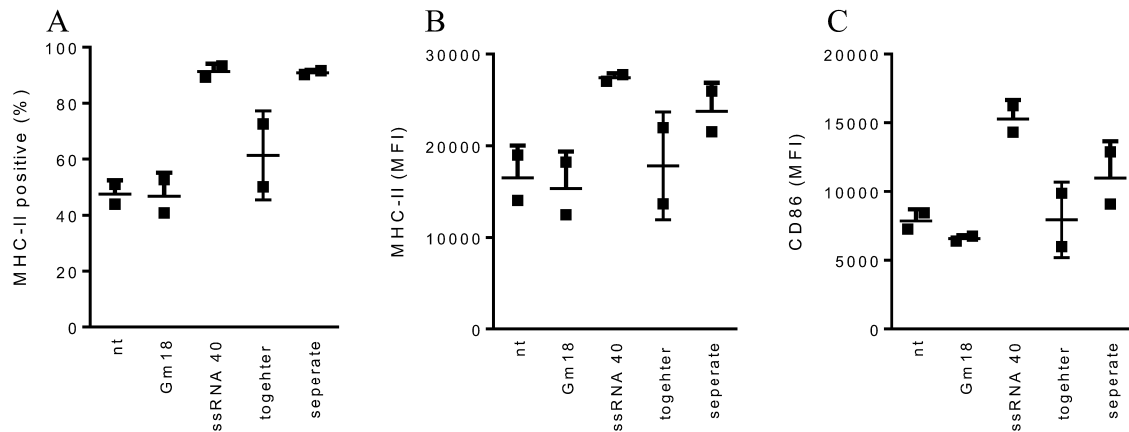 A
MHC-II positive (%)
100
80
60
40
20
0
nt
Gm18
ssRNA 40
togehter
seperate
B
MHC-II (MFI)
30000
20000
10000
0
nt
Gm18
ssRNA 40
togehter
seperate
C
CD86 (MFI)
20000
15000
10000
5000
0
nt
Gm18
ssRNA 40
togehter
seperate